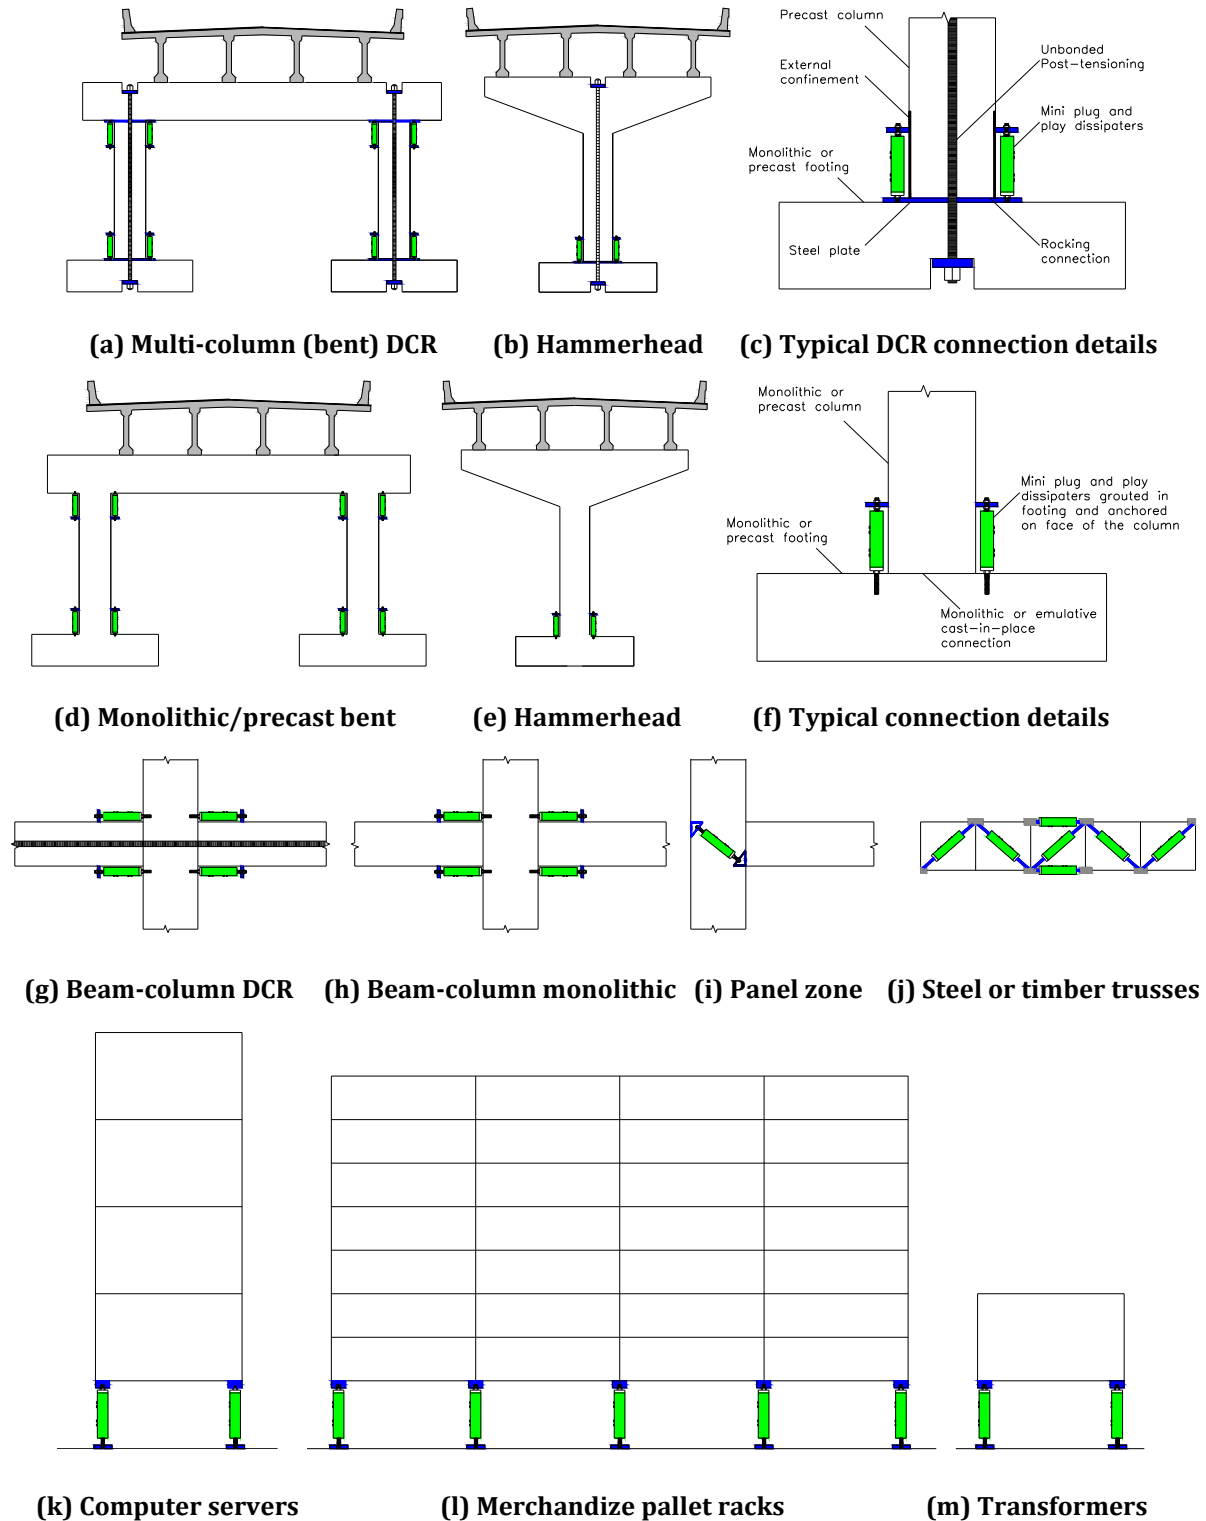 Precast column
External
confinement
Unbonded
Post-tensioning
Mini plug and
play dissipaters
Monolithic or
precast footing
Steel plate
Rocking
connection
(a) Multi-column (bent) DCR
(b) Hammerhead
(c) Typical DCR connection details
Monolithic or
precast column
Mini plug and play
dissipaters grouted in
footing and anchored
on face of the column
Monolithic or
precast footing
Monolithic or emulative
cast-in-place
connection
(d) Monolithic/precast bent
(e) Hammerhead
(f) Typical connection details
(g) Beam-column DCR
(h) Beam-column monolithic
(i) Panel zone
(j) Steel or timber trusses
(k) Computer servers
(l) Merchandize pallet racks
(m) Transformers